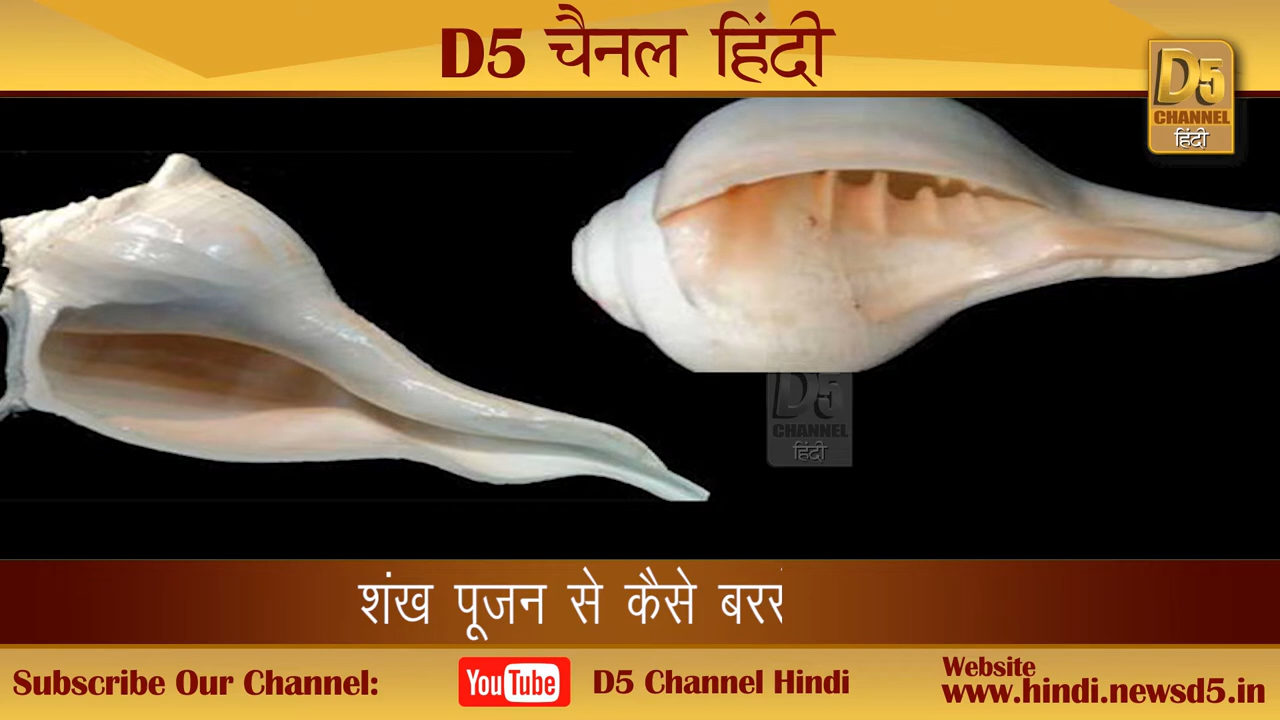 D5 चैनल हिंदी
D5
CHANNEL
हिंदी
D5
CHANNEL
हिंदी
शंख पूजन से कैसे
Subscribe Our Channel:
YouTube
D5 Channel Hindi
Website
www.hindi.newsd5.in